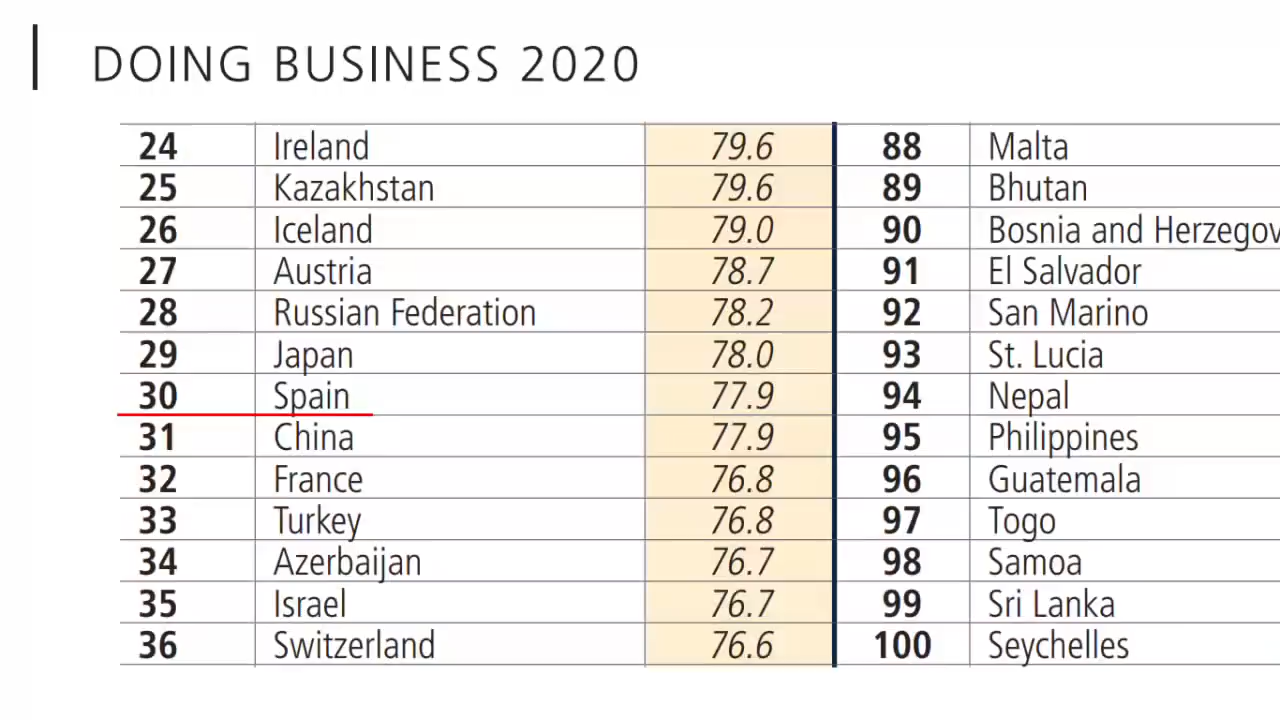 DOING BUSINESS 2020
24 Ireland 79.6 88 Malta
25 Kazakhstan 79.6 89 Bhutan
26 Iceland 79.0 90 Bosnia and Herzegov
27 Austria 78.7 91 El Salvador
28 Russian Federation 78.2 92 San Marino
29 Japan 78.0 93 St. Lucia
30 Spain 77.9 94 Nepal
31 China 77.9 95 Philippines
32 France 76.8 96 Guatemala
33 Turkey 76.8 97 Togo
34 Azerbaijan 76.7 98 Samoa
35 Israel 76.7 99 Sri Lanka
36 Switzerland 76.6 100 Seychelles